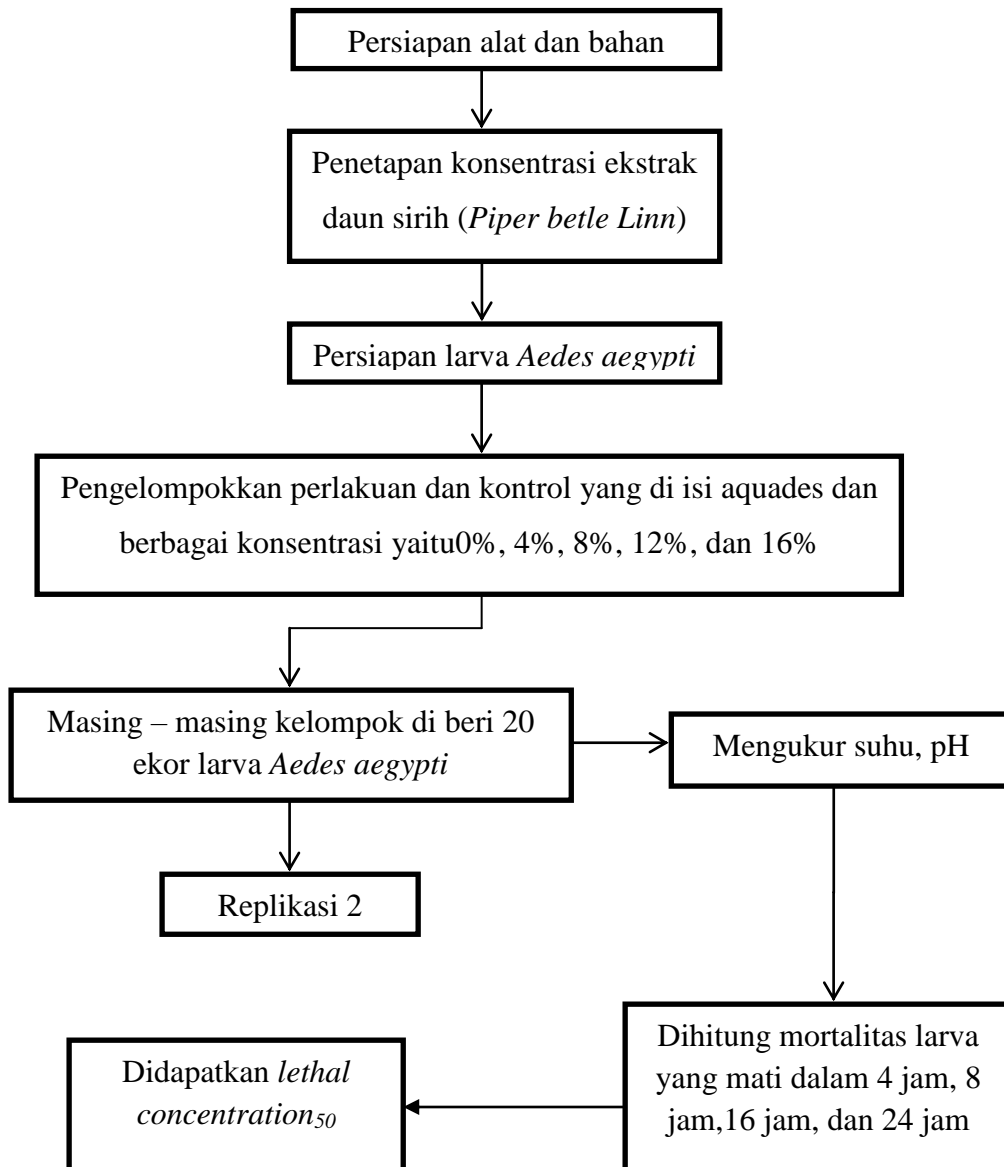 Persiapan alat dan bahan
Penetapan konsentrasi ekstrak
daun sirih (Piper betle Linn)
Persiapan larva Aedes aegypti
Pengelompokkan perlakuan dan kontrol yang di isi aquades dan
berbagai konsentrasi yaitu0%, 4%, 8%, 12%, dan 16%
Masing – masing kelompok di beri 20
ekor larva Aedes aegypti
Mengukur suhu, pH
Replikasi 2
Dihitung mortalitas larva
yang mati dalam 4 jam, 8
jam,16 jam, dan 24 jam
Didapatkan lethal
concentration₅₀